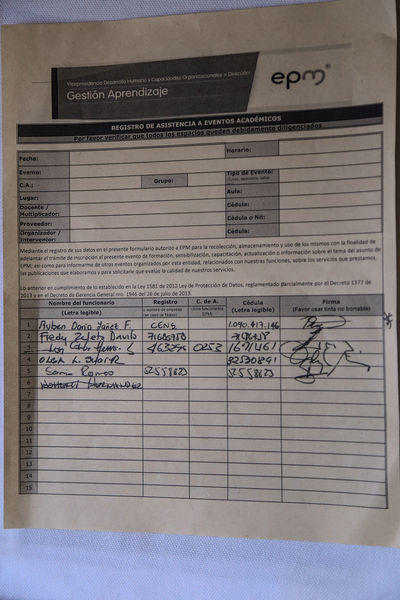 Vicepresidencia Desarrollo Humano y Capacidades Organizacionales > Dirección
Gestión Aprendizaje
epm®
REGISTRO DE ASISTENCIA A EVENTOS ACADÉMICOS
Por favor verificar que todos los espacios queden debidamente diligenciados
Fecha: Horario:
Evento: Tipo de Evento:
C.A.: Grupo:
Lugar: Aula:
Docente / Multiplicador: Cédula:
Proveedor: Cédula o Nit:
Organizador / Interventor: Cédula:
Mediante el registro de sus datos en el presente formulario autorizo a EPM para la recolección, almacenamiento y uso de los mismos con la finalidad de
adelantar el trámite de inscripción al presente evento de formación, sensibilización, capacitación, actualización o información sobre el tema del asunto de
EPM; así como para informarme de otros eventos organizados por esta entidad, relacionados con nuestras funciones, sobre los servicios que prestamos,
las publicaciones que elaboramos y para solicitarle que evalúe la calidad de nuestros servicios.
Lo anterior en cumplimiento de lo establecido en la Ley 1581 de 2012 Ley de Protección de Datos, reglamentado parcialmente por el Decreto 1377
de 2013 y en el Decreto de Gerencia General nro. 1946 del 26 de julio de 2013.
Nombre del funcionario (Letra legible) Registro C. de A. Cédula (Letra legible) Firma (Favor usar tinta no borrable)
1 Ruben Dario CENS
2 Fredy
3 0253
4
5 Sonia 52558623 52558623
6
7
8
9
10
11
12
13
14
15